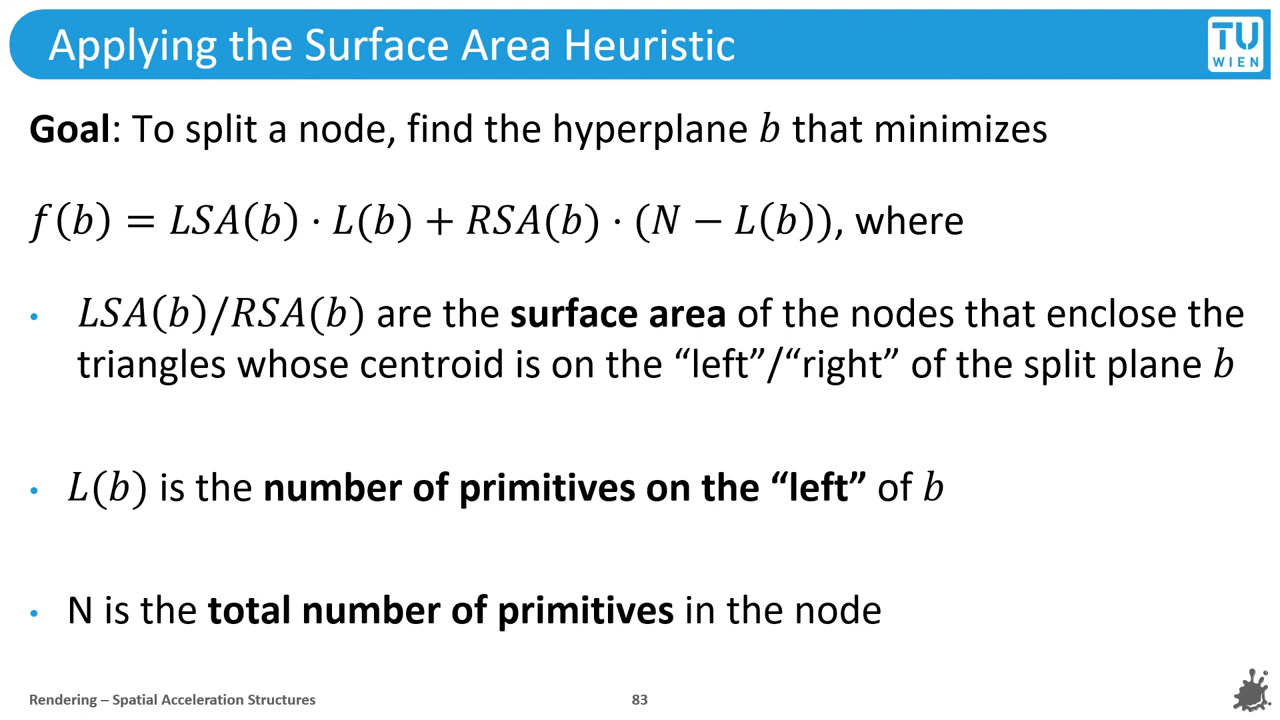 Applying the Surface Area Heuristic
TU
WIEN
Goal: To split a node, find the hyperplane b that minimizes
f(b) = LSA(b) · L(b) + RSA(b) · (N − L(b)), where
• LSA(b)/RSA(b) are the surface area of the nodes that enclose the
triangles whose centroid is on the “left”/“right” of the split plane b
• L(b) is the number of primitives on the “left” of b
• N is the total number of primitives in the node
Rendering – Spatial Acceleration Structures
83